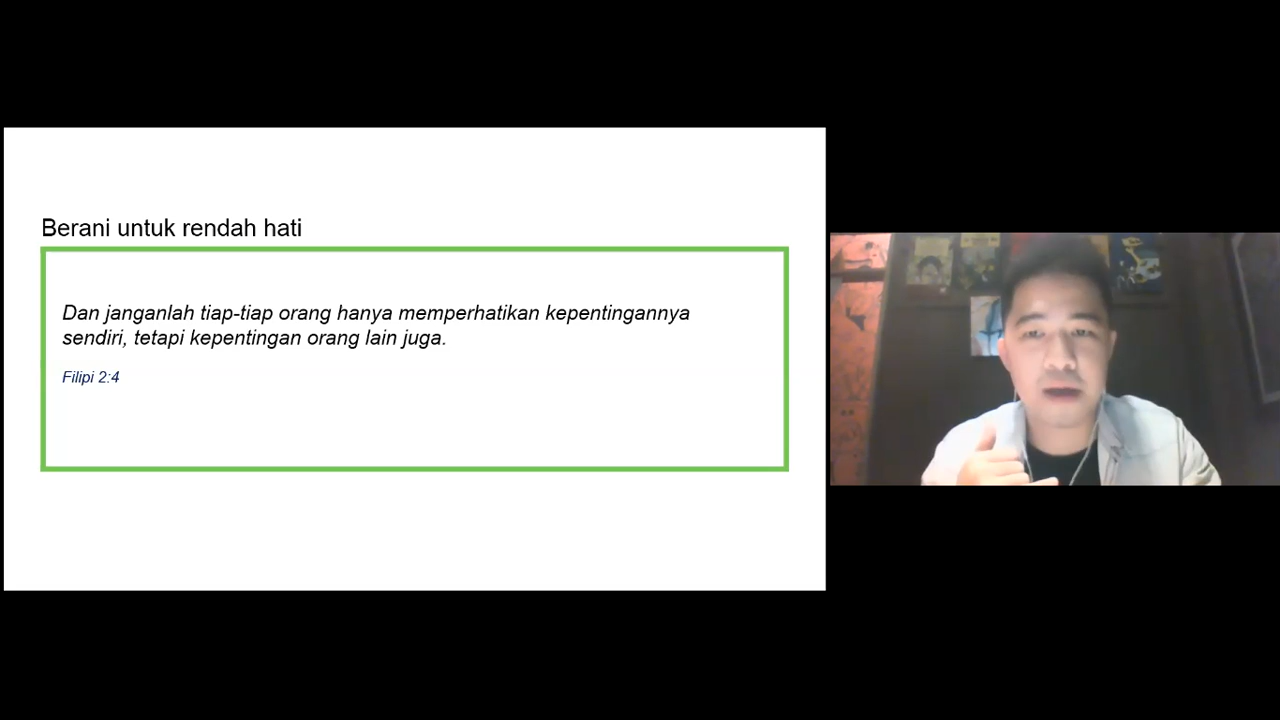 Berani untuk rendah hati
Dan janganlah tiap-tiap orang hanya memperhatikan kepentingannya
sendiri, tetapi kepentingan orang lain juga.
Filipi 2:4